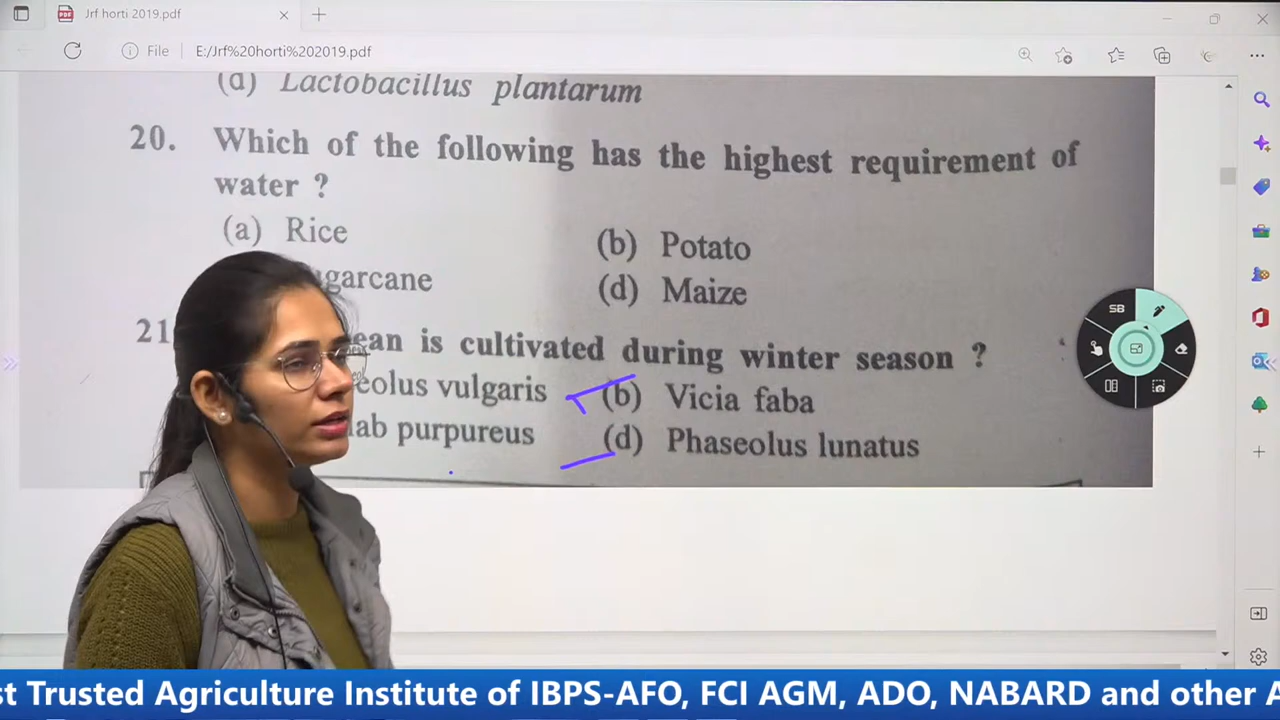 Jrf horti 2019.pdf
File | E:/Jrf%20horti%202019.pdf
(d) Lactobacillus plantarum
20. Which of the following has the highest requirement of
water ?
(a) Rice
(b) Potato
garcane
(d) Maize
21
ean is cultivated during winter season ?
eolus vulgaris
(b) Vicia faba
lab purpureus
(d) Phaseolus lunatus
SB
st Trusted Agriculture Institute of IBPS-AFO, FCI AGM, ADO, NABARD and other A